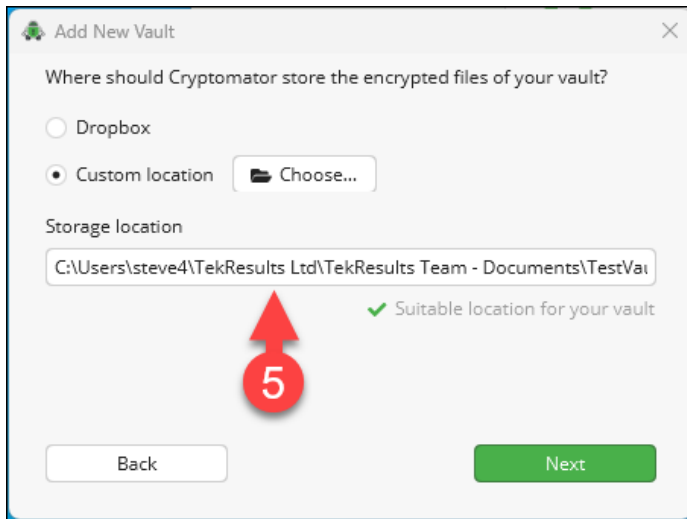 Add New Vault
Where should Cryptomator store the encrypted files of your vault?
Dropbox
Custom location Choose...
Storage location
C:\Users\steve4\TekResults Ltd\TekResults Team - Documents\TestVau
Suitable location for your vault
5
Back Next